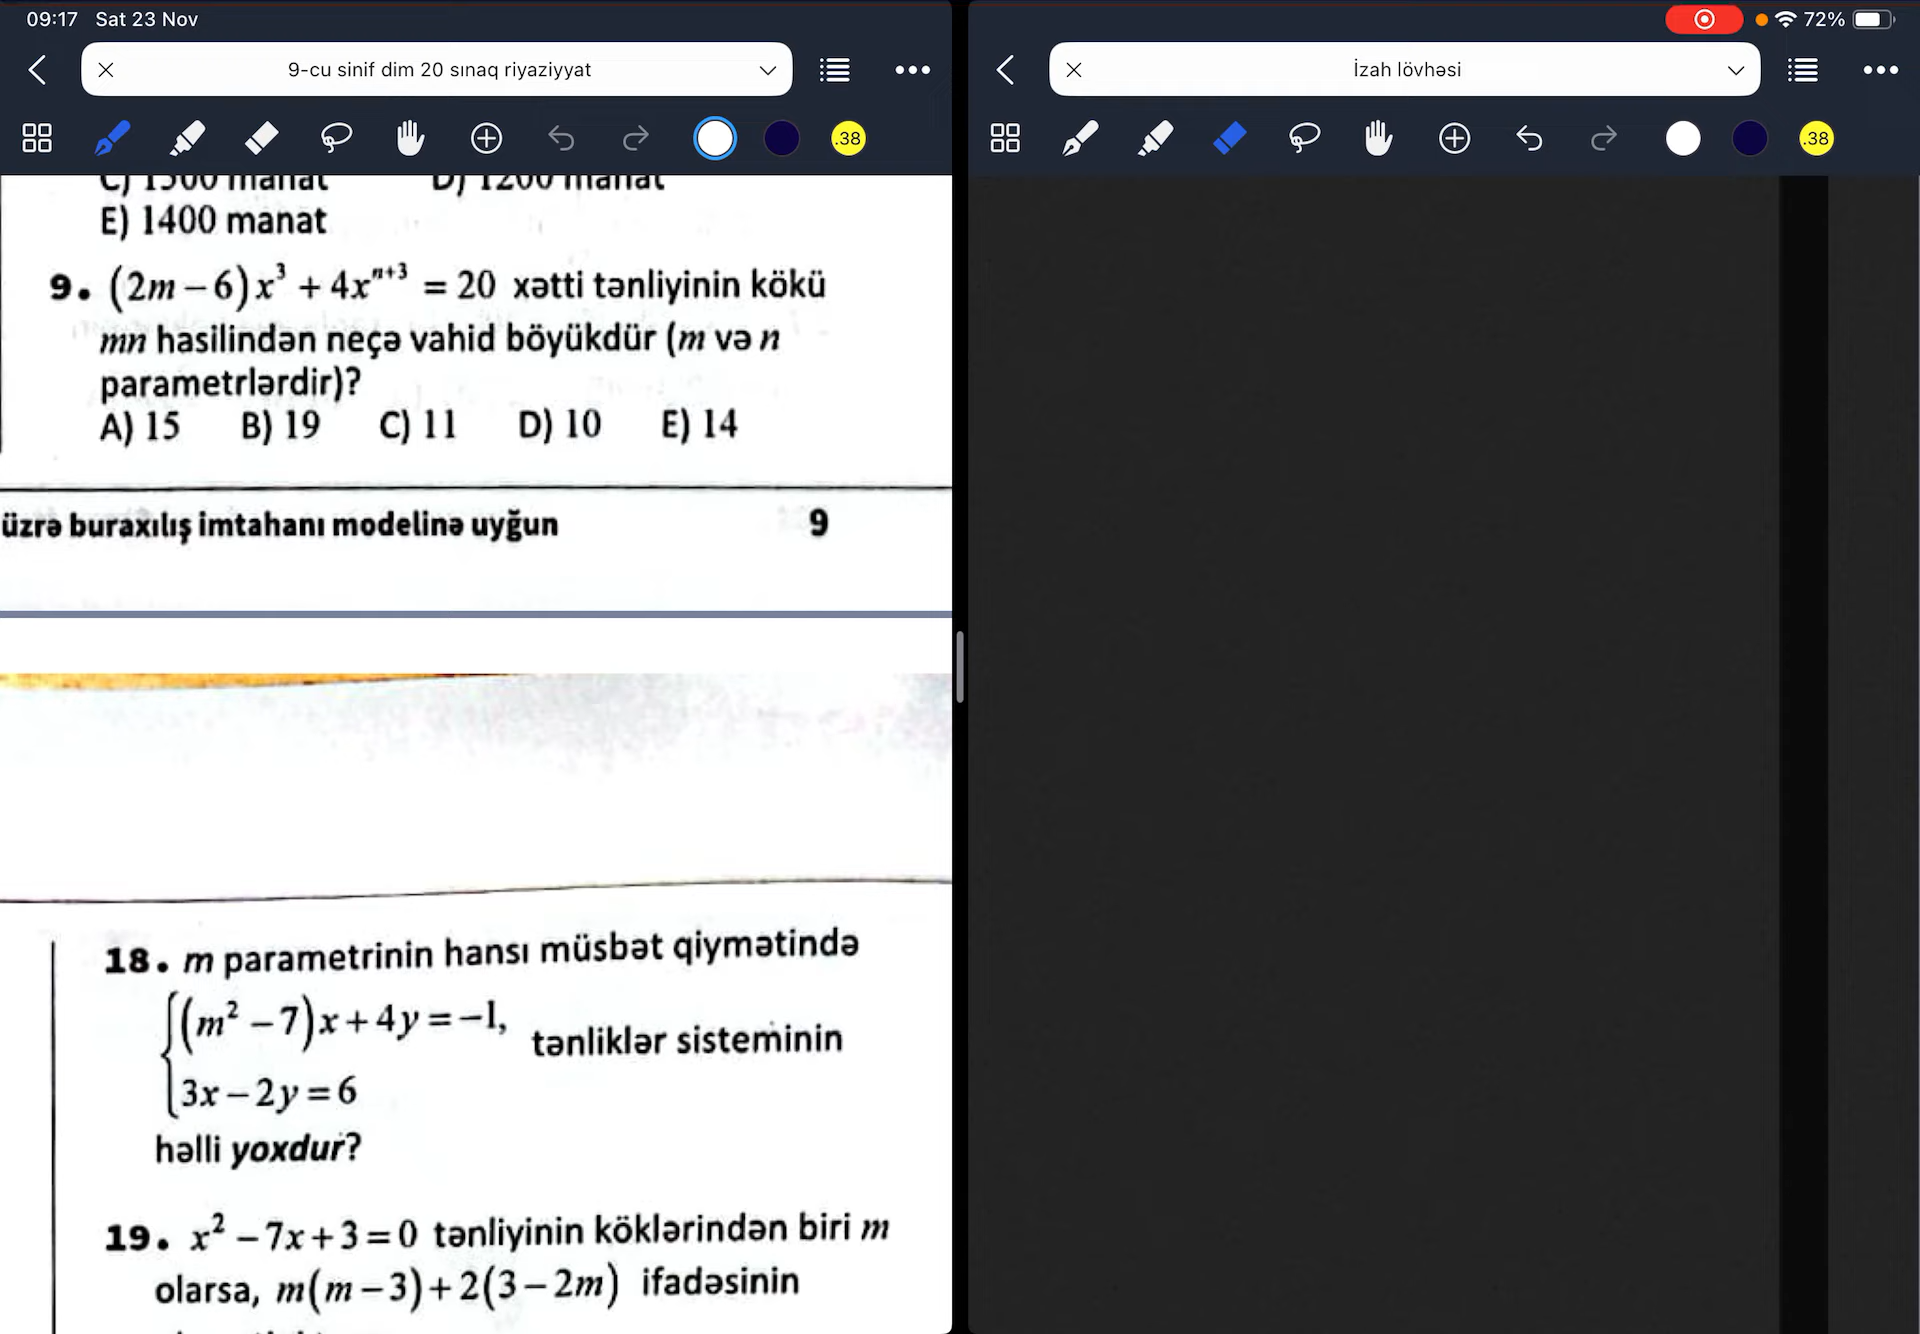 09:17 Sat 23 Nov
72%
9-cu sinif dim 20 sınaq riyaziyyat
İzah lövhəsi
.38
.38
C) 1300 manat D) 1200 manat
E) 1400 manat
9. (2m – 6)x³ + 4xⁿ⁺³ = 20 xətti tənliyinin kökü
mn hasilindən neçə vahid böyükdür (m və n
parametrlərdir)?
A) 15 B) 19 C) 11 D) 10 E) 14
üzrə buraxılış imtahanı modelinə uyğun 9
18. m parametrinin hansı müsbət qiymətində
(m² – 7)x + 4y = –1,
tənliklər sisteminin
3x – 2y = 6
həlli yoxdur?
19. x² – 7x + 3 = 0 tənliyinin köklərindən biri m
olarsa, m(m – 3) + 2(3 – 2m) ifadəsinin